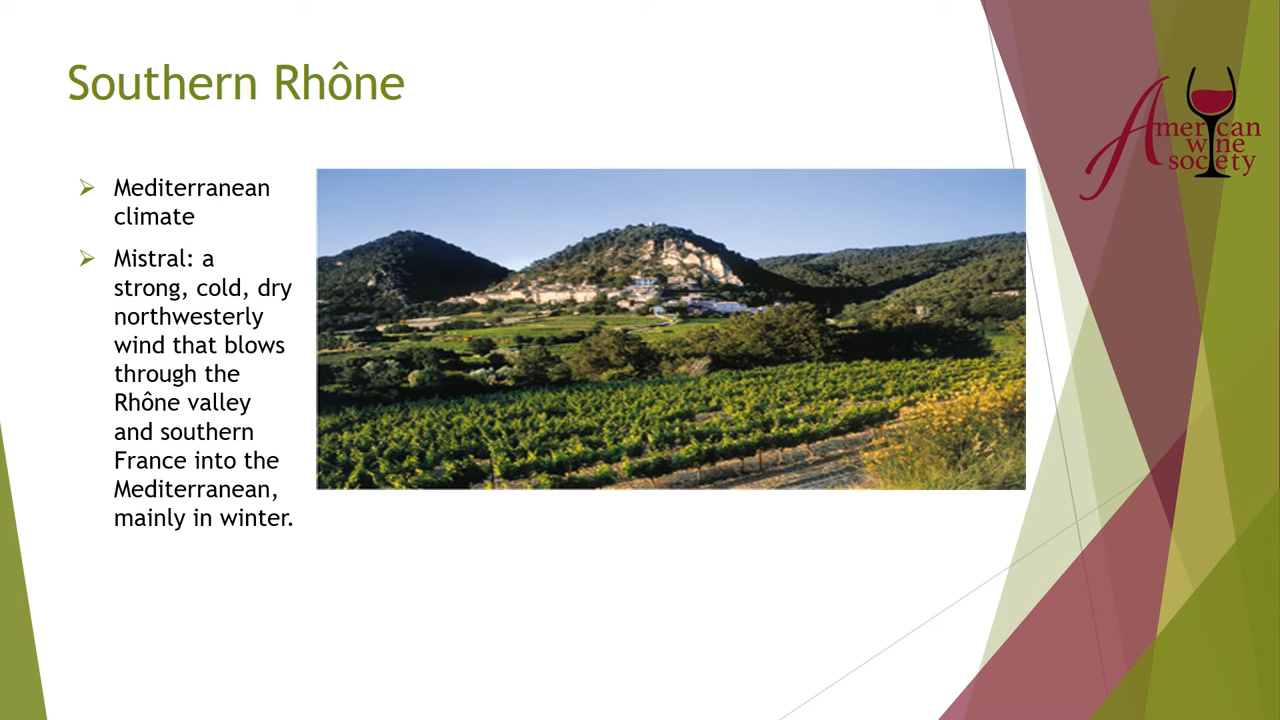 Southern Rhône
Mediterranean
climate
Mistral: a
strong, cold, dry
northwesterly
wind that blows
through the
Rhône valley
and southern
France into the
Mediterranean,
mainly in winter.
American
wine
society